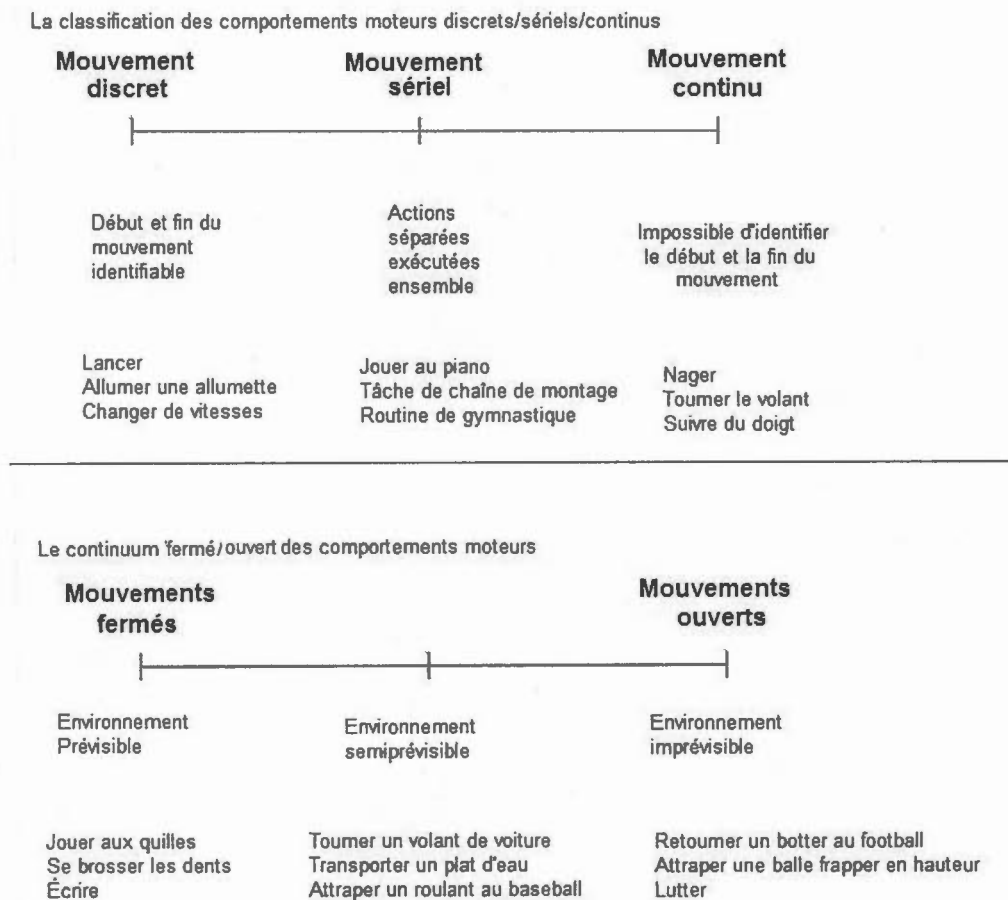 La classification des comportements moteurs discrets/sériels/continus
Mouvement
discret
Mouvement
sériel
Mouvement
continu
Début et fin du
mouvement
identifiable
Actions
séparées
exécutées
ensemble
Impossible d'identifier
le début et la fin du
mouvement
Lancer
Allumer une allumette
Changer de vitesses
Jouer au piano
Tâche de chaîne de montage
Routine de gymnastique
Nager
Tourner le volant
Suivre du doigt
Le continuum fermé/ouvert des comportements moteurs
Mouvements
fermés
Mouvements
ouverts
Environnement
Prévisible
Environnement
semiprévisible
Environnement
imprévisible
Jouer aux quilles
Se brosser les dents
Écrire
Tourner un volant de voiture
Transporter un plat d'eau
Attraper un roulant au baseball
Retourner un botter au football
Attraper une balle frapper en hauteur
Lutter